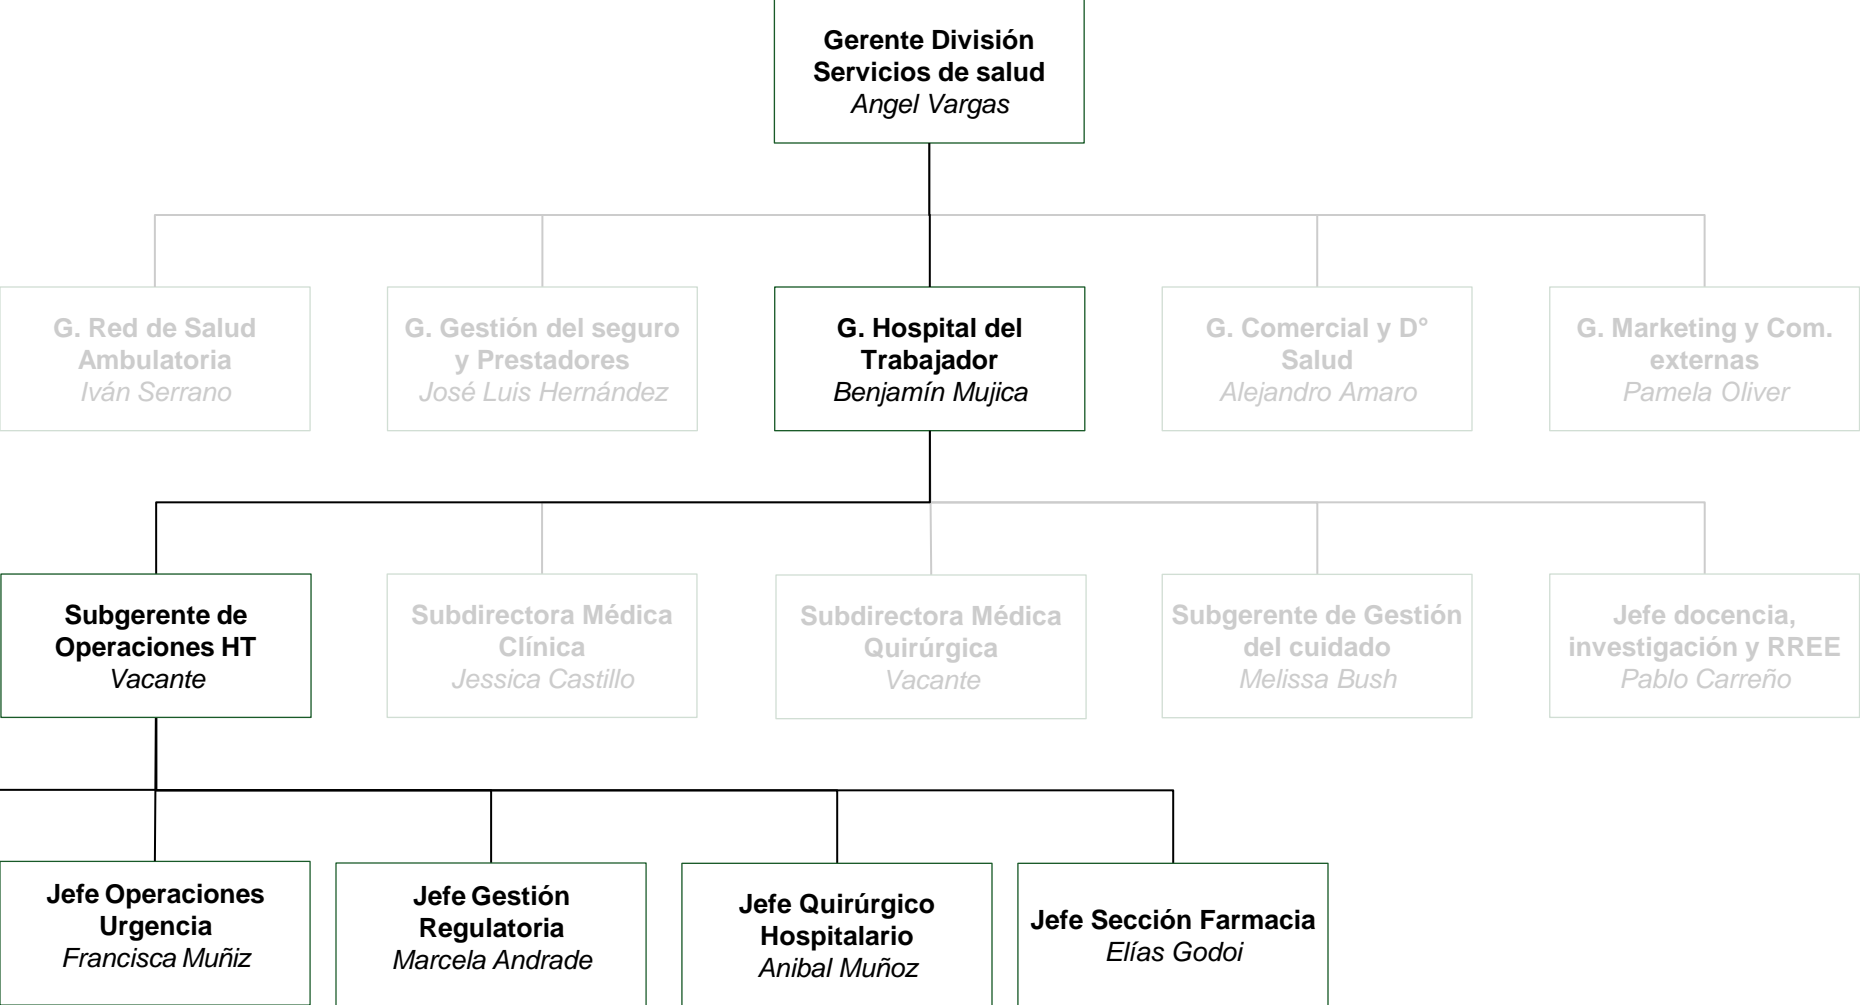 Gerente División
Servicios de salud
Angel Vargas
G. Red de Salud
Ambulatoria
Iván Serrano
G. Gestión del seguro
y Prestadores
José Luis Hernández
G. Hospital del
Trabajador
Benjamín Mujica
G. Comercial y D°
Salud
Alejandro Amaro
G. Marketing y Com.
externas
Pamela Oliver
Subgerente de
Operaciones HT
Vacante
Subdirectora Médica
Clínica
Jessica Castillo
Subdirectora Médica
Quirúrgica
Vacante
Subgerente de Gestión
del cuidado
Melissa Bush
Jefe docencia,
investigación y RREE
Pablo Carreño
Jefe Operaciones
Urgencia
Francisca Muñiz
Jefe Gestión
Regulatoria
Marcela Andrade
Jefe Quirúrgico
Hospitalario
Anibal Muñoz
Jefe Sección Farmacia
Elías Godoi